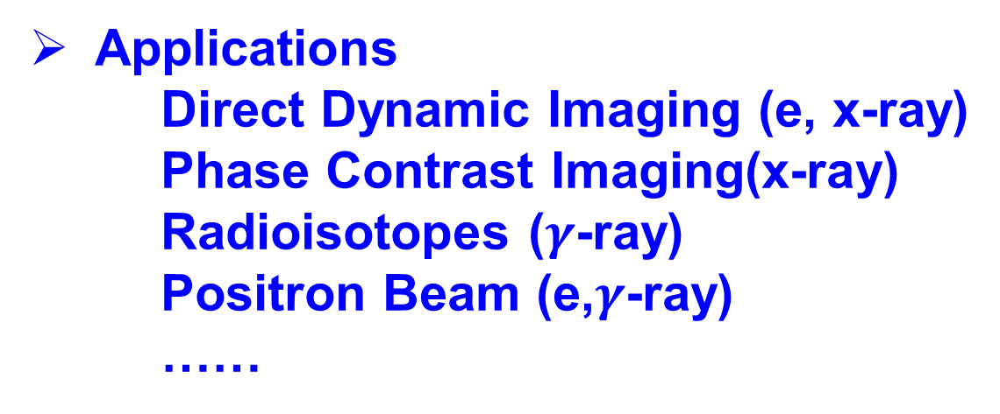 ➢ Applications
Direct Dynamic Imaging (e, x-ray)
Phase Contrast Imaging(x-ray)
Radioisotopes (γ-ray)
Positron Beam (e,γ-ray)
……